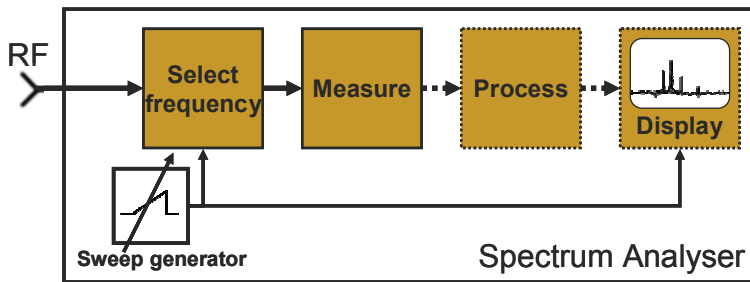 RF
Select
frequency
Measure
Process
Display
Sweep generator
Spectrum Analyser